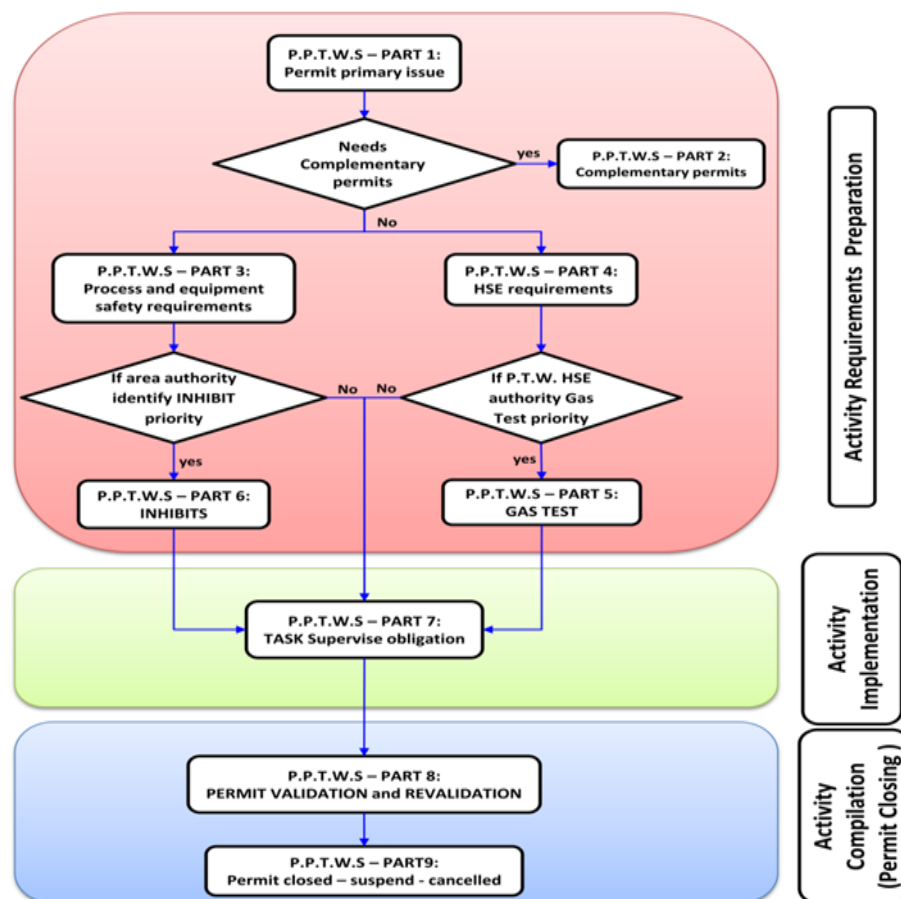 P.P.T.W.S – PART 1:
Permit primary issue
Needs
Complementary
permits
yes
P.P.T.W.S – PART 2:
Complementary permits
No
P.P.T.W.S – PART 3:
Process and equipment
safety requirements
P.P.T.W.S – PART 4:
HSE requirements
If area authority
identify INHIBIT
priority
No
No
If P.T.W. HSE
authority Gas
Test priority
yes
yes
P.P.T.W.S – PART 6:
INHIBITS
P.P.T.W.S – PART 5:
GAS TEST
P.P.T.W.S – PART 7:
TASK Supervise obligation
P.P.T.W.S – PART 8:
PERMIT VALIDATION and REVALIDATION
P.P.T.W.S – PART9:
Permit closed – suspend - cancelled
Activity Requirements Preparation
Activity
Implementation
Activity
Compilation
(Permit Closing )